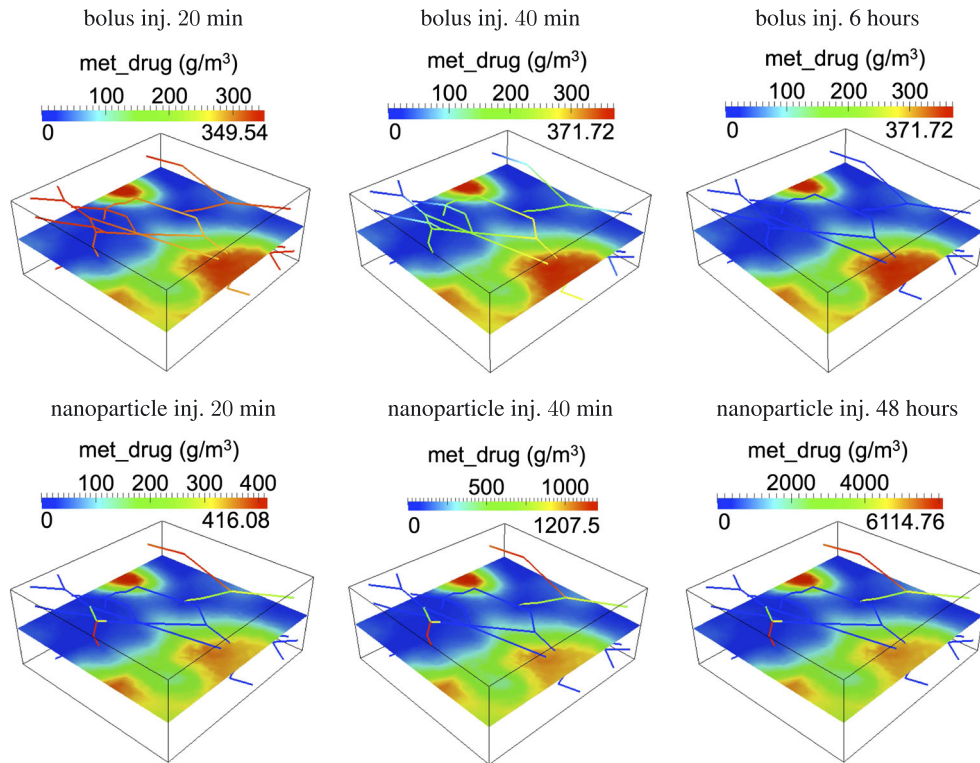 bolus inj. 20 min
met_drug (g/m³)
100 200 300
0 349.54
bolus inj. 40 min
met_drug (g/m³)
100 200 300
0 371.72
bolus inj. 6 hours
met_drug (g/m³)
100 200 300
0 371.72
nanoparticle inj. 20 min
met_drug (g/m³)
100 200 300 400
0 416.08
nanoparticle inj. 40 min
met_drug (g/m³)
500 1000
0 1207.5
nanoparticle inj. 48 hours
met_drug (g/m³)
2000 4000
0 6114.76